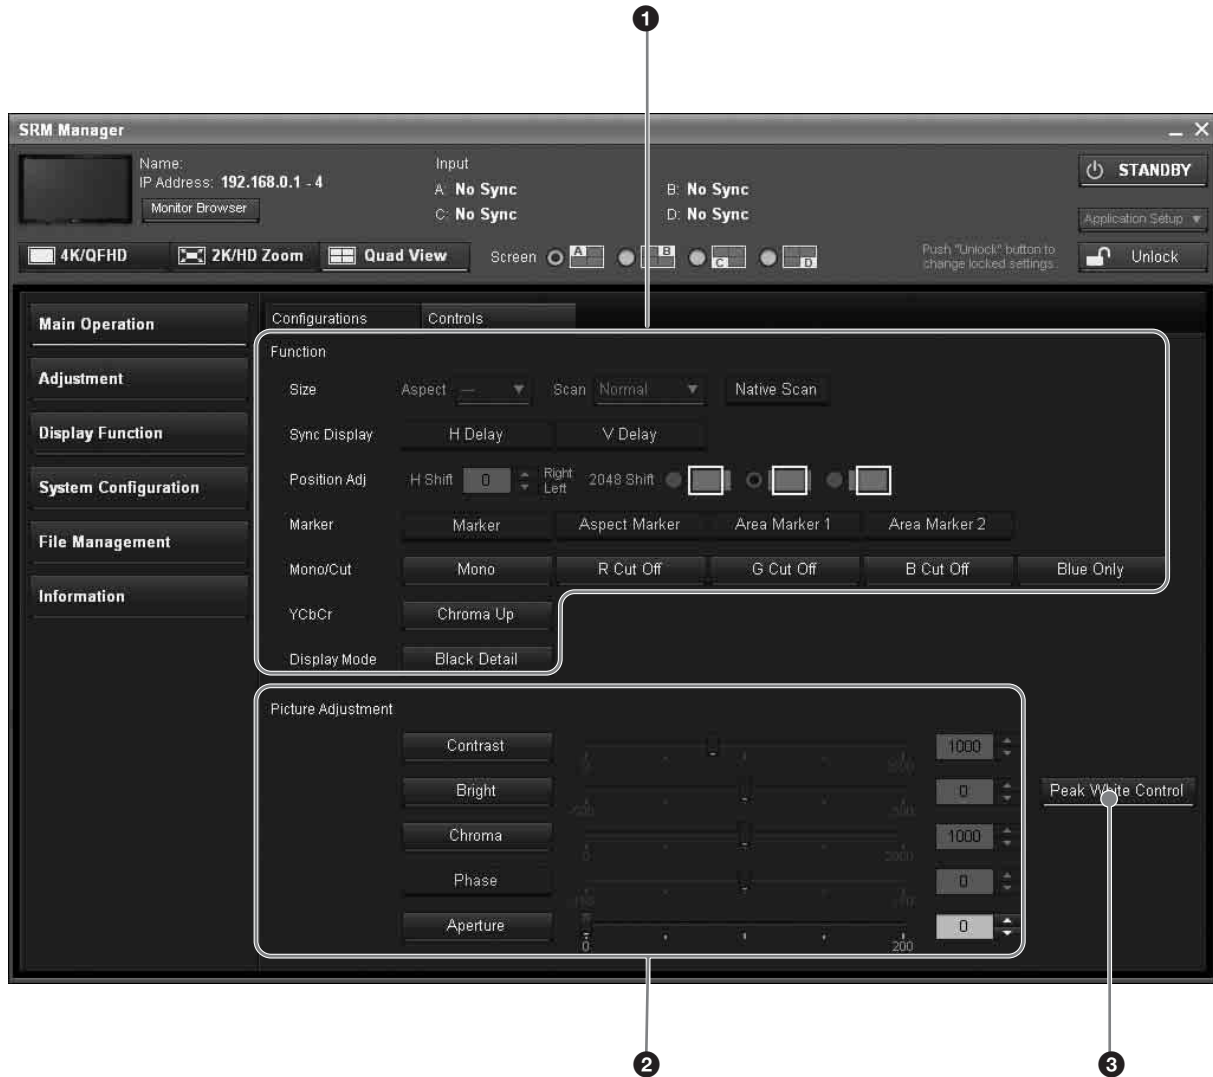 1
SRM Manager
Name:
IP Address: 192.168.0.1 - 4
Monitor Browser
Input
A: No Sync
B: No Sync
C: No Sync
D: No Sync
STANDBY
Application Setup
4K/QFHD
2K/HD Zoom
Quad View
Screen
A
B
C
D
Push "Unlock" button to
change locked settings.
Unlock
Main Operation
Adjustment
Display Function
System Configuration
File Management
Information
Configurations
Controls
Function
Size
Aspect
---
Scan
Normal
Native Scan
Sync Display
H Delay
V Delay
Position Adj
H Shift
0
Right
Left
2048 Shift
Marker
Marker
Aspect Marker
Area Marker 1
Area Marker 2
Mono/Cut
Mono
R Cut Off
G Cut Off
B Cut Off
Blue Only
YCbCr
Chroma Up
Display Mode
Black Detail
Picture Adjustment
Contrast
1000
Bright
0
Peak White Control
Chroma
0
2000
1000
Phase
0
Aperture
0
200
0
2
3